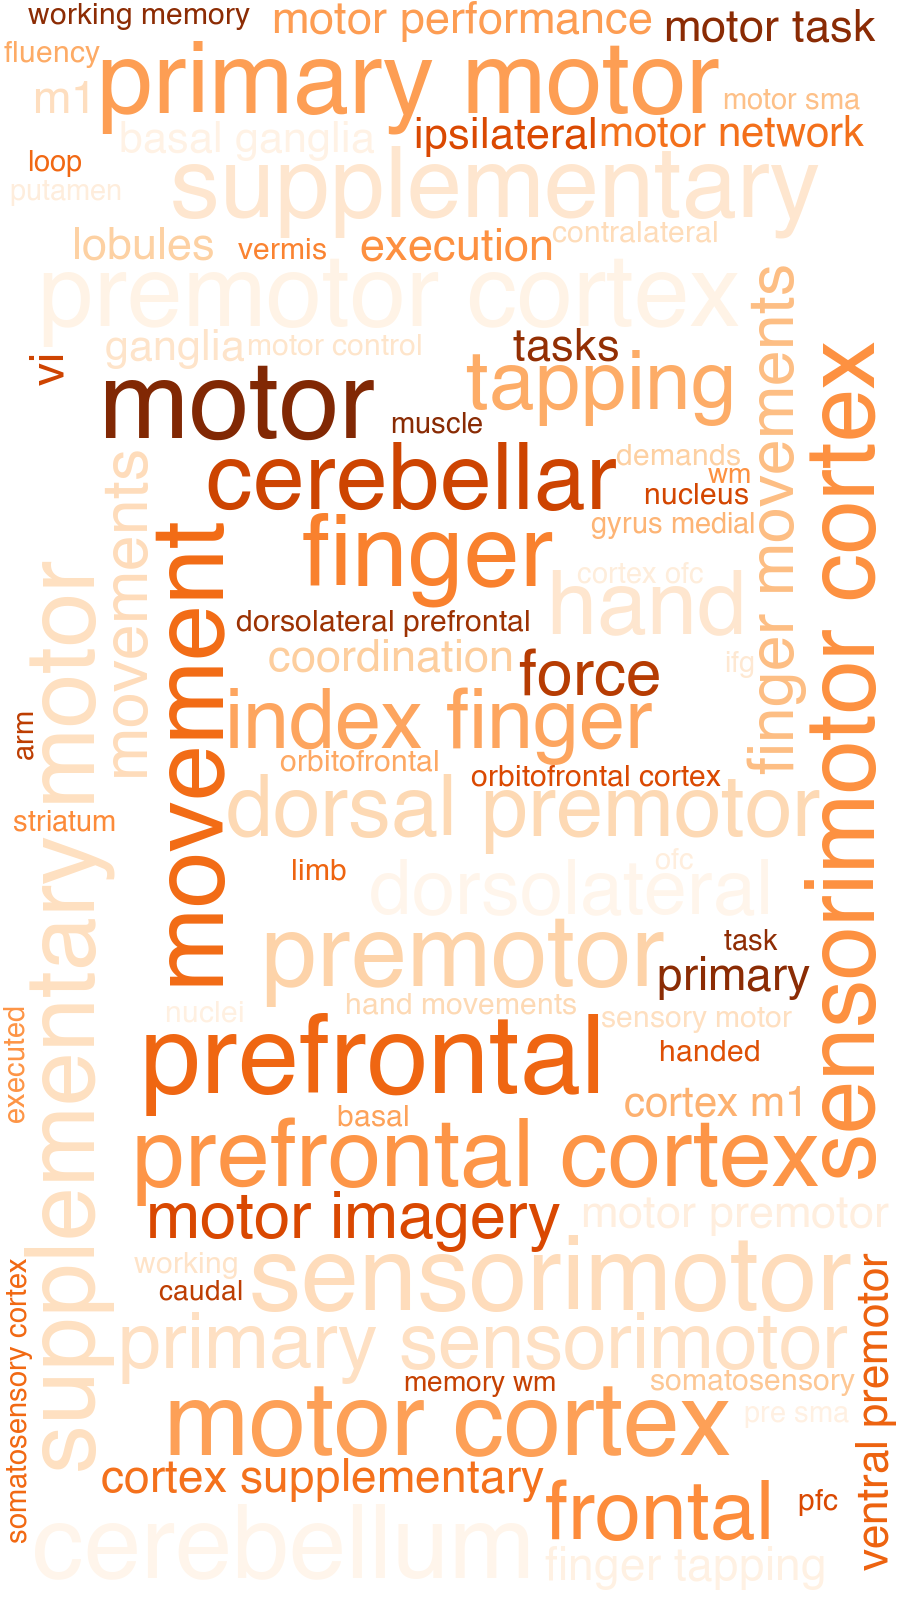 working memory
motor performance
motor task
fluency
primary motor
m1
motor sma
basal ganglia
ipsilateral
motor network
loop
supplementary
putamen
lobules
vermis
execution
contralateral
premotor cortex
finger movements
ganglia
motor control
tasks
vi
tapping
motor
muscle
sensorimotor cortex
cerebellar
demands
wm
nucleus
movements
gyrus medial
finger
movement
cortex ofc
hand
supplementary motor
dorsolateral prefrontal
coordination
force
ifg
index finger
arm
orbitofrontal
orbitofrontal cortex
dorsal premotor
striatum
limb
ofc
dorsolateral
premotor
task
primary
nuclei
hand movements
sensory motor
executed
prefrontal
handed
cortex m1
basal
prefrontal cortex
motor imagery
motor premotor
working
sensorimotor
caudal
somatosensory cortex
ventral premotor
primary sensorimotor
memory wm
somatosensory
motor cortex
pre sma
cortex supplementary
frontal
pfc
cerebellum
finger tapping